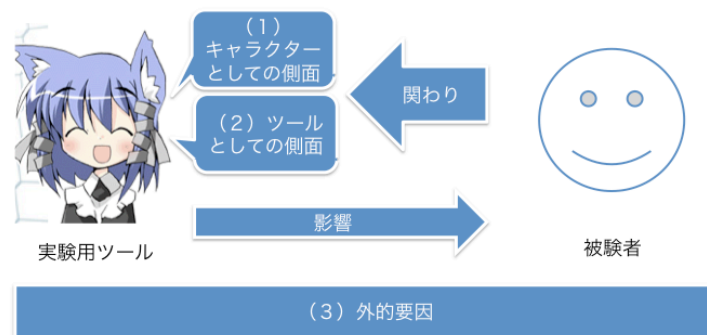 （1）
キャラクター
としての側面
（2）ツール
としての側面
関わり
影響
実験用ツール
被験者
（3）外的要因